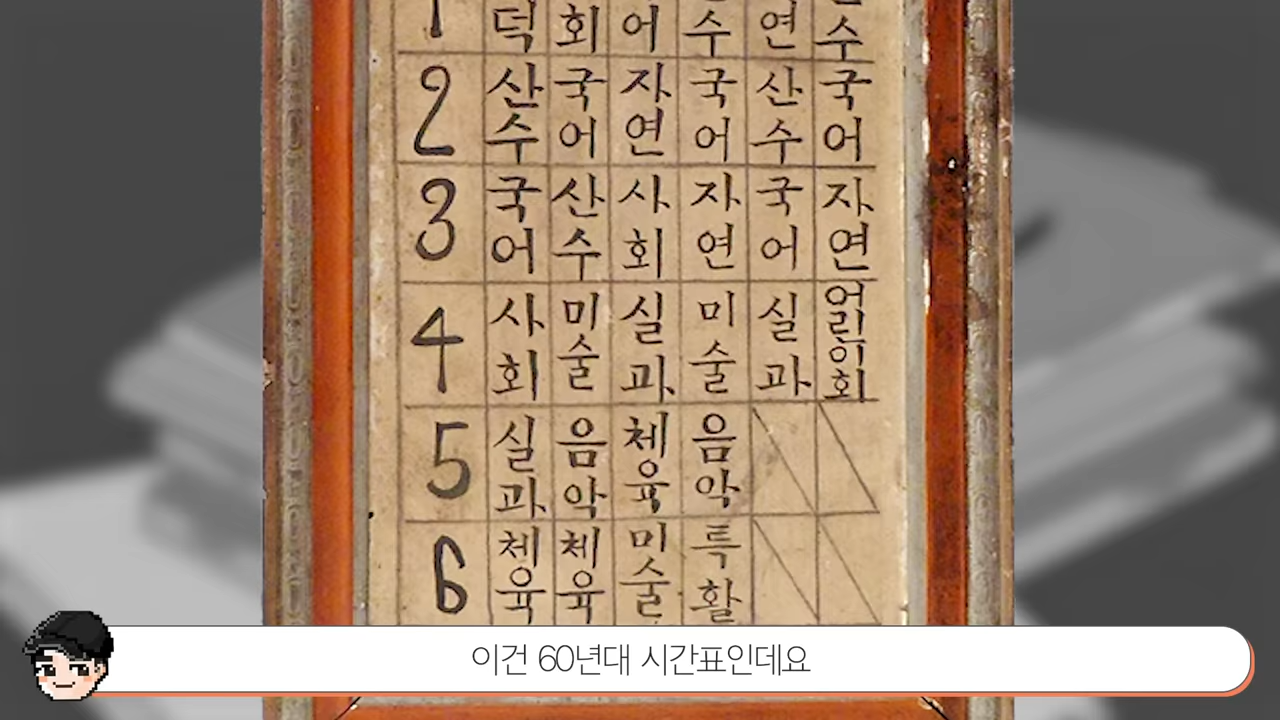 1 덕 회 어 수 연 수
2 산수 국어 자연 국어 산수 국어
3 국어 산수 사회 자연 국어 자연
4 사회 미술 실과 미술 실과 어린이회
5 실과 음악 체육 음악
6 체육 체육 미술 특활
이건 60년대 시간표인데요